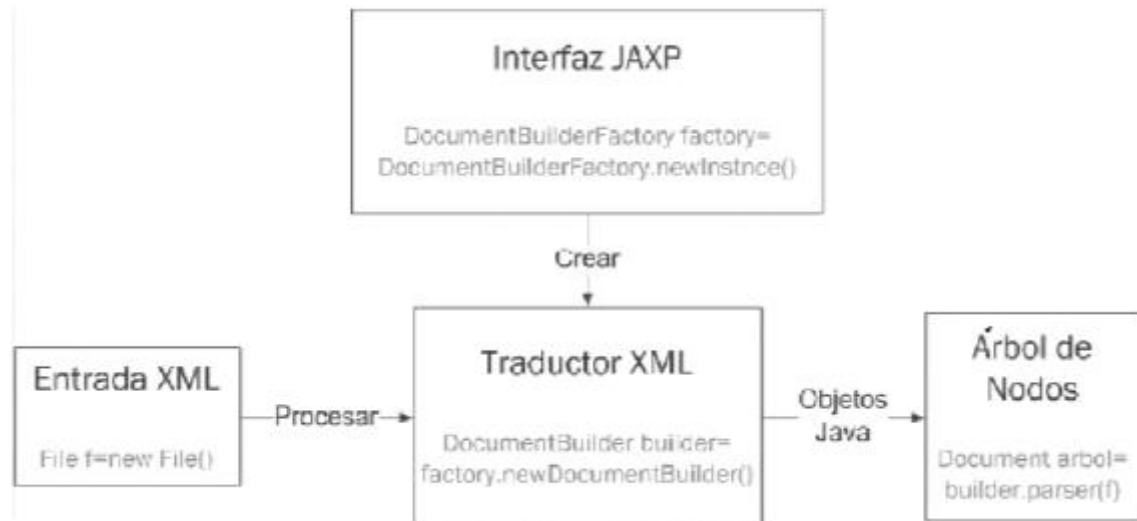 Interfaz JAXP
DocumentBuilderFactory factory=
DocumentBuilderFactory.newInstnce()
Crear
Entrada XML
File f=new File()
Procesar
Traductor XML
DocumentBuilder builder=
factory.newDocumentBuilder()
Objetos
Java
Árbol de
Nodos
Document arbol=
builder.parser(f)